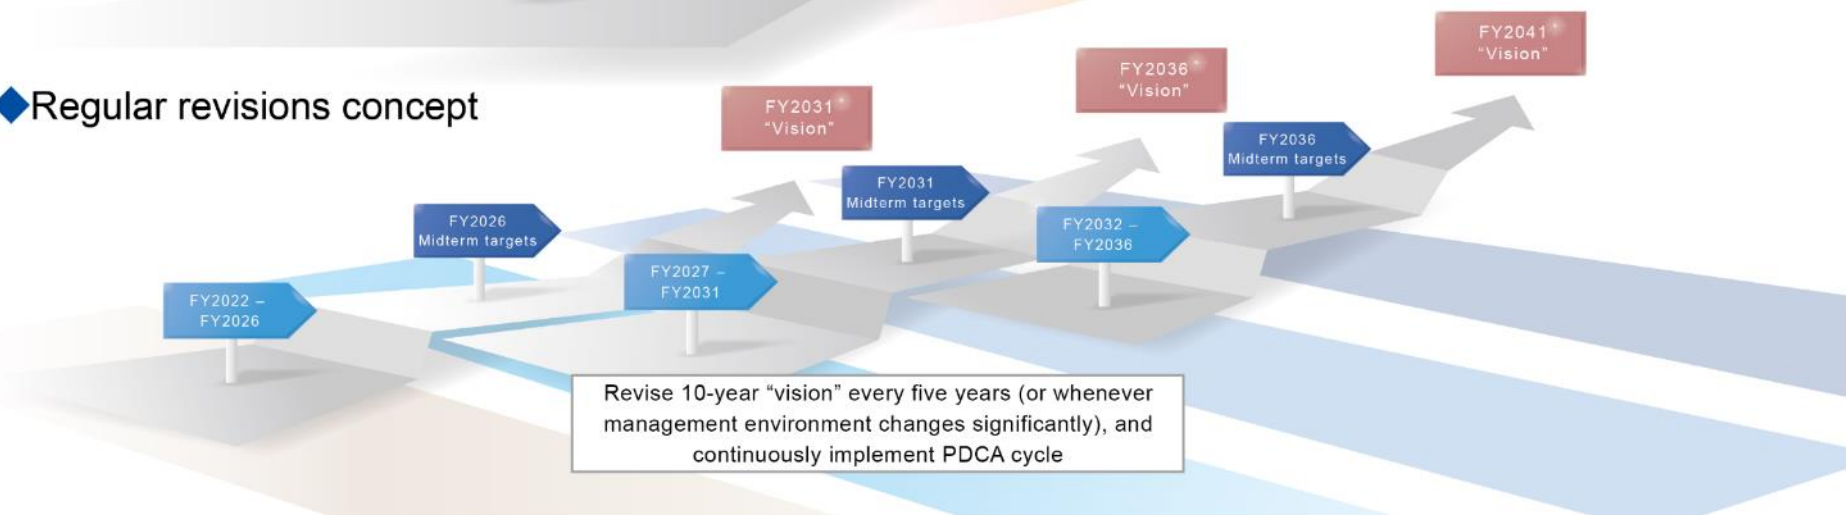 ◆Regular revisions concept
FY2022 –
FY2026
FY2026
Midterm targets
FY2027 –
FY2031
FY2031
"Vision"
FY2031
Midterm targets
FY2032 –
FY2036
FY2036
"Vision"
FY2036
Midterm targets
FY2041
"Vision"
Revise 10-year “vision” every five years (or whenever
management environment changes significantly), and
continuously implement PDCA cycle